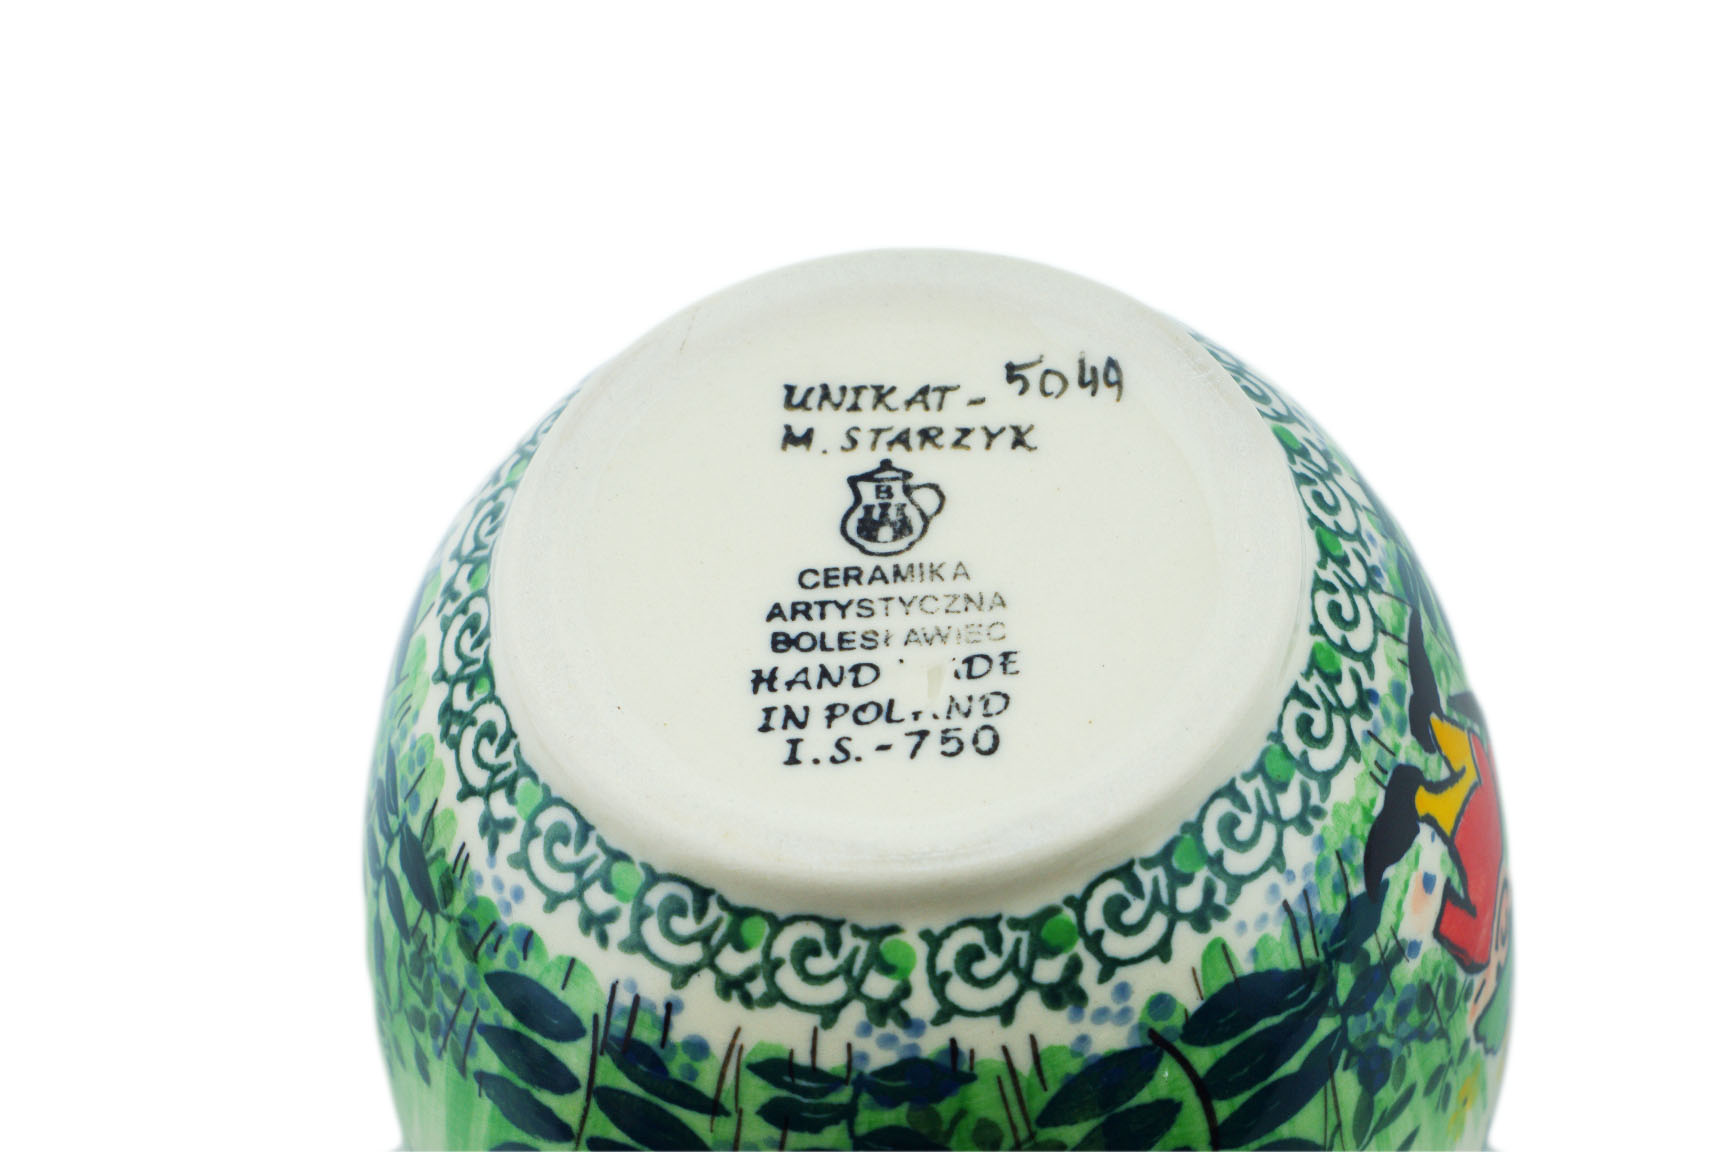 UNIKAT - 5049
M. STARZYK
B
CERAMIKA
ARTYSTYCZNA
BOLESŁAWIEC
HAND
IN POLAND
I.S. - 750